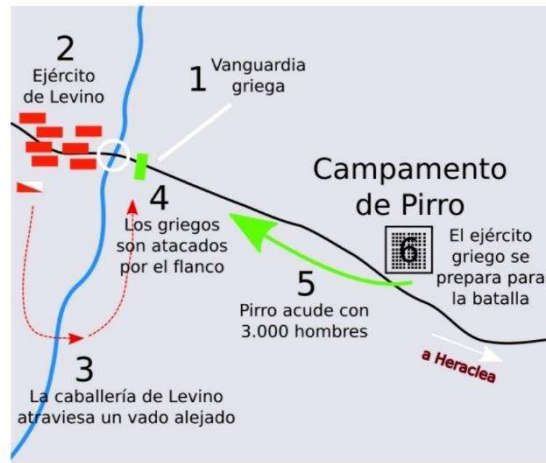 2
Ejército
de Levino
1
Vanguardia
griega
4
Los griegos
son atacados
por el flanco
Campamento
de Pirro
6
El ejército
griego se
prepara para
la batalla
5
Pirro acude con
3.000 hombres
a Heraclea
3
La caballería de Levino
atraviesa un vado alejado